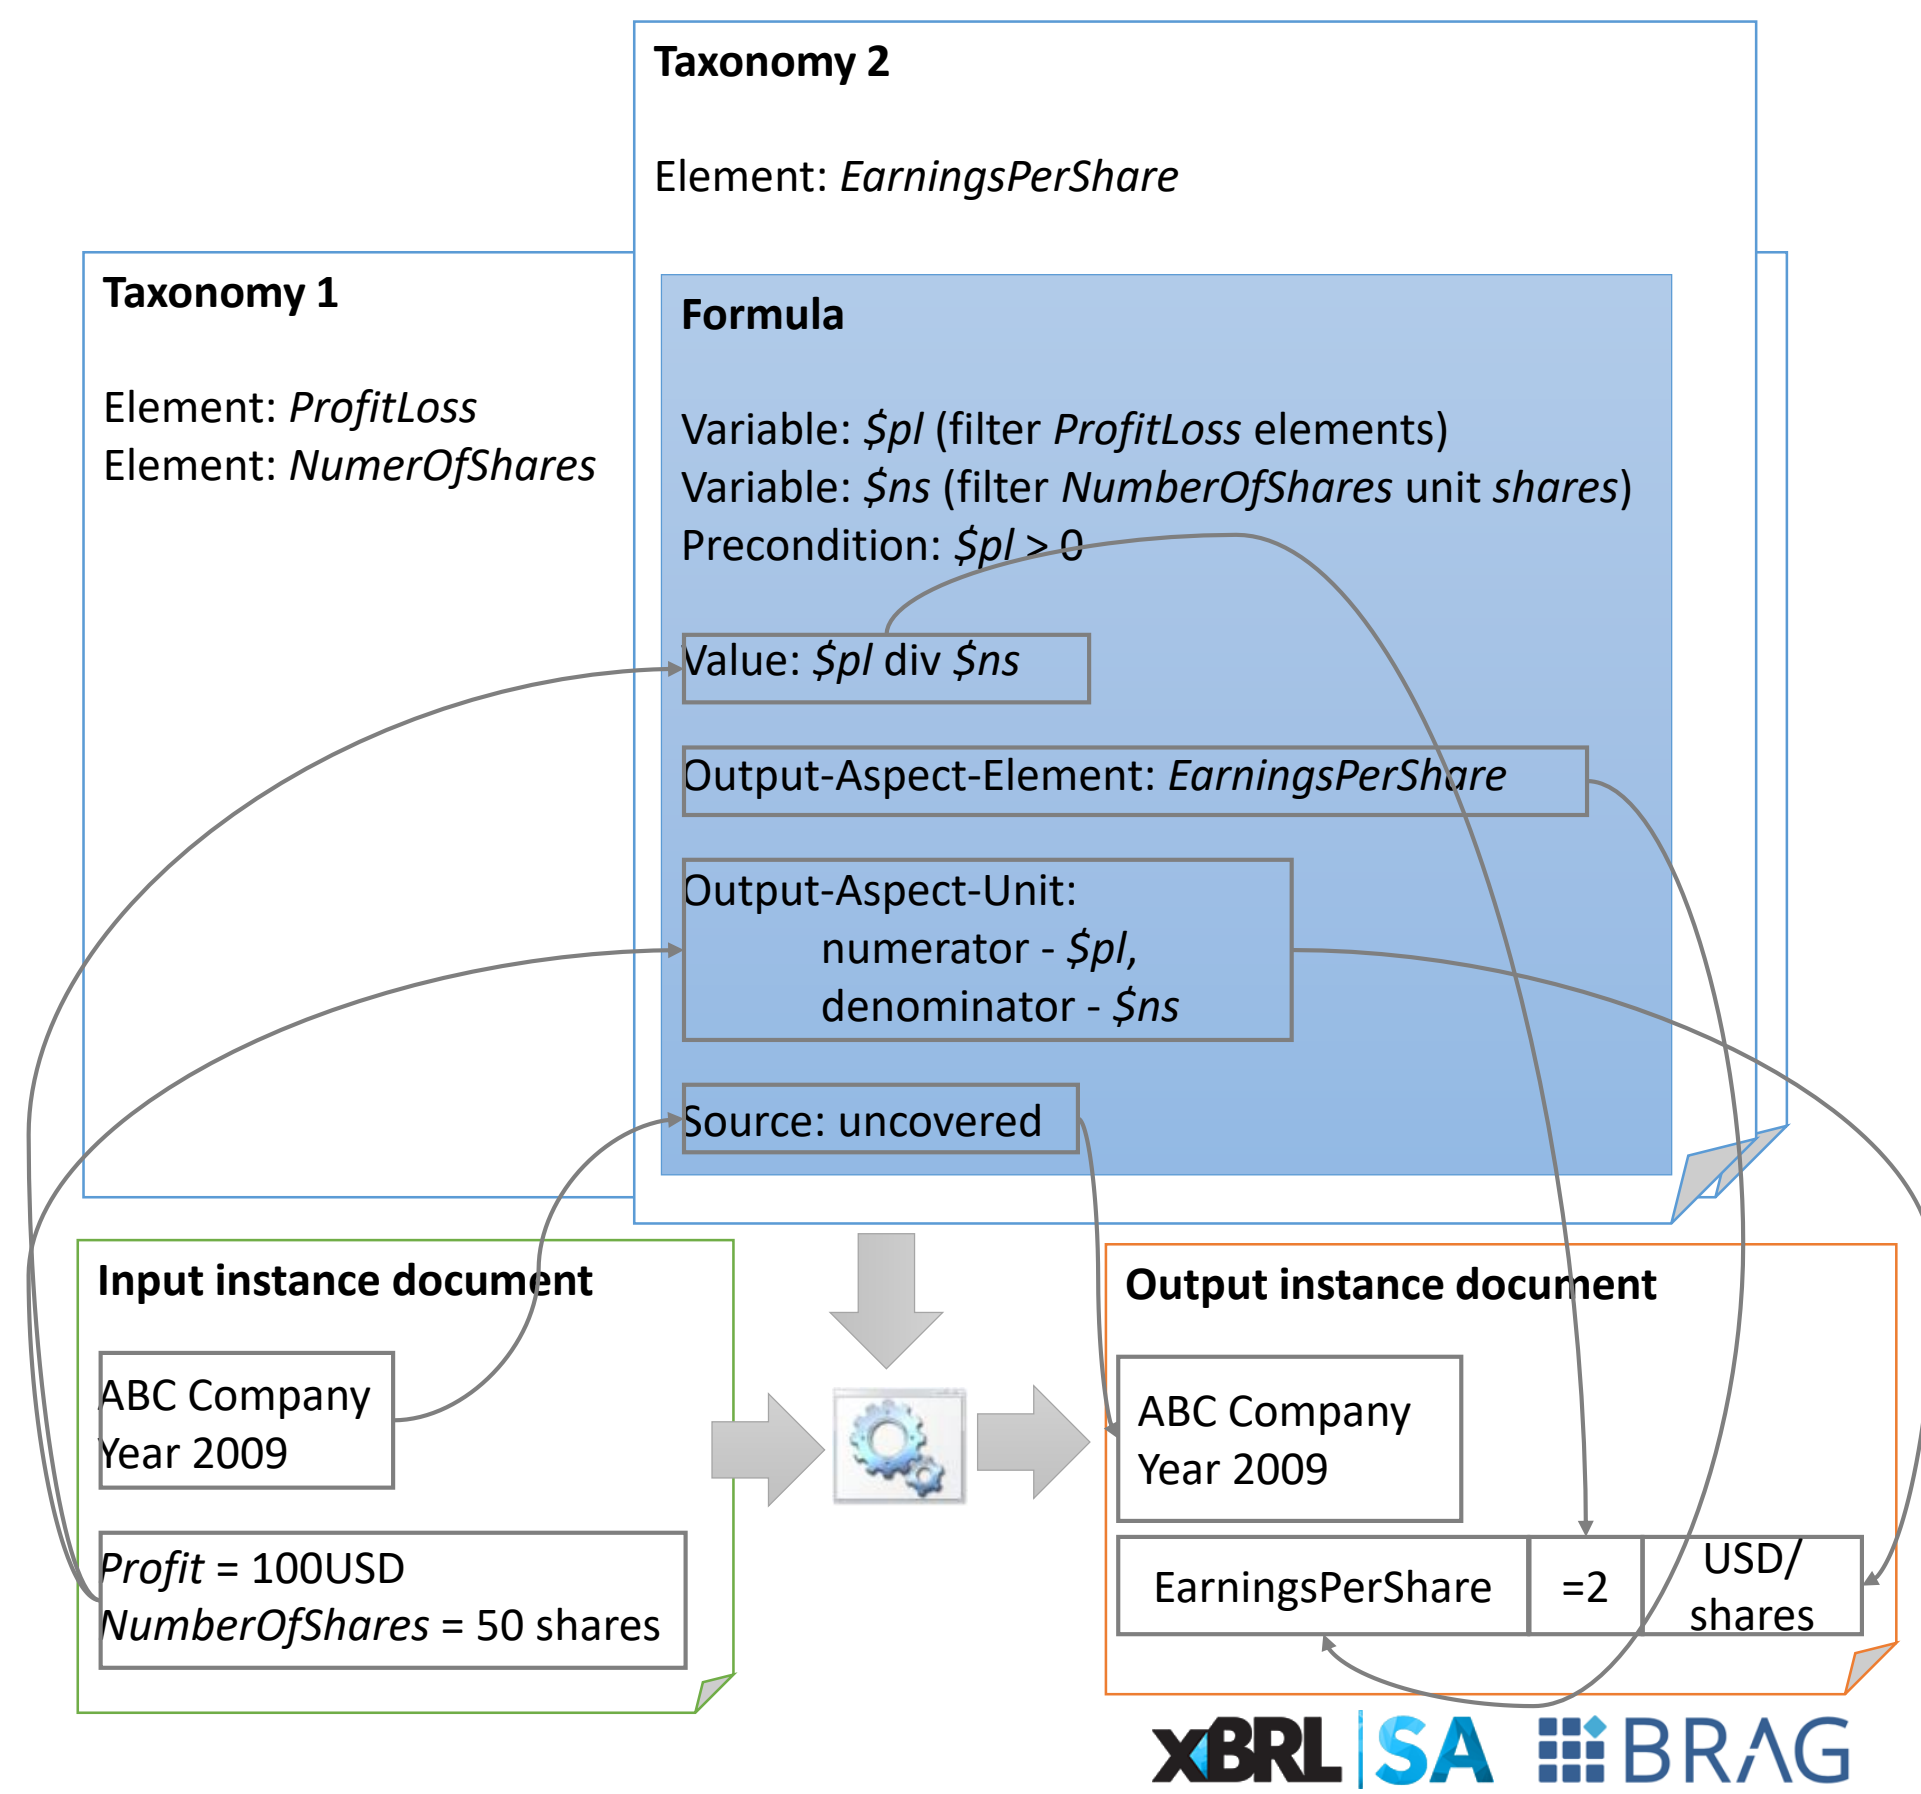 Taxonomy 2
Element: EarningsPerShare
Taxonomy 1
Element: ProfitLoss
Element: NumerOfShares
Formula
Variable: $pl (filter ProfitLoss elements)
Variable: $ns (filter NumberOfShares unit shares)
Precondition: $pl > 0
Value: $pl div $ns
Output-Aspect-Element: EarningsPerShare
Output-Aspect-Unit:
numerator - $pl,
denominator - $ns
Source: uncovered
Input instance document
ABC Company
Year 2009
Profit = 100USD
NumberOfShares = 50 shares
Output instance document
ABC Company
Year 2009
EarningsPerShare =2 USD/
shares
XBRL SA BRAG